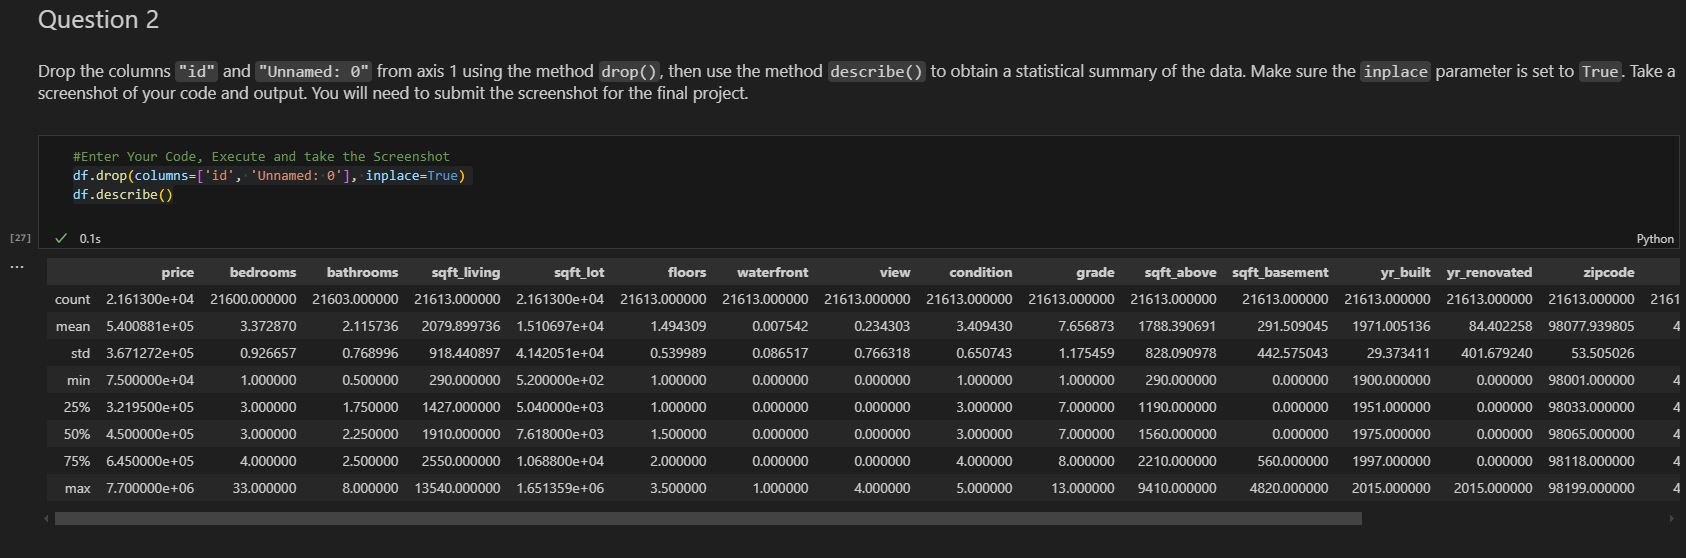 Question 2
Drop the columns "id" and "Unnamed: 0" from axis 1 using the method drop(), then use the method describe() to obtain a statistical summary of the data. Make sure the inplace parameter is set to True. Take a
screenshot of your code and output. You will need to submit the screenshot for the final project.
#Enter Your Code, Execute and take the Screenshot
df.drop(columns=['id', 'Unnamed: 0'], inplace=True)
df.describe()
[27] ✓ 0.1s Python
...
price bedrooms bathrooms sqft_living sqft_lot floors waterfront view condition grade sqft_above sqft_basement yr_built yr_renovated zipcode
count 2.161300e+04 21600.000000 21603.000000 21613.000000 2.161300e+04 21613.000000 21613.000000 21613.000000 21613.000000 21613.000000 21613.000000 21613.000000 21613.000000 21613.000000 21613.000000 2161
mean 5.400881e+05 3.372870 2.115736 2079.899736 1.510697e+04 1.494309 0.007542 0.234303 3.409430 7.656873 1788.390691 291.509045 1971.005136 84.402258 98077.939805 4
std 3.671272e+05 0.926657 0.768996 918.440897 4.142051e+04 0.539989 0.086517 0.766318 0.650743 1.175459 828.090978 442.575043 29.373411 401.679240 53.505026
min 7.500000e+04 1.000000 0.500000 290.000000 5.200000e+02 1.000000 0.000000 0.000000 1.000000 1.000000 290.000000 0.000000 1900.000000 0.000000 98001.000000 4
25% 3.219500e+05 3.000000 1.750000 1427.000000 5.040000e+03 1.000000 0.000000 0.000000 3.000000 7.000000 1190.000000 0.000000 1951.000000 0.000000 98033.000000 4
50% 4.500000e+05 3.000000 2.250000 1910.000000 7.618000e+03 1.500000 0.000000 0.000000 3.000000 7.000000 1560.000000 0.000000 1975.000000 0.000000 98065.000000 4
75% 6.450000e+05 4.000000 2.500000 2550.000000 1.068800e+04 2.000000 0.000000 0.000000 4.000000 8.000000 2210.000000 560.000000 1997.000000 0.000000 98118.000000 4
max 7.700000e+06 33.000000 8.000000 13540.000000 1.651359e+06 3.500000 1.000000 4.000000 5.000000 13.000000 9410.000000 4820.000000 2015.000000 2015.000000 98199.000000 4